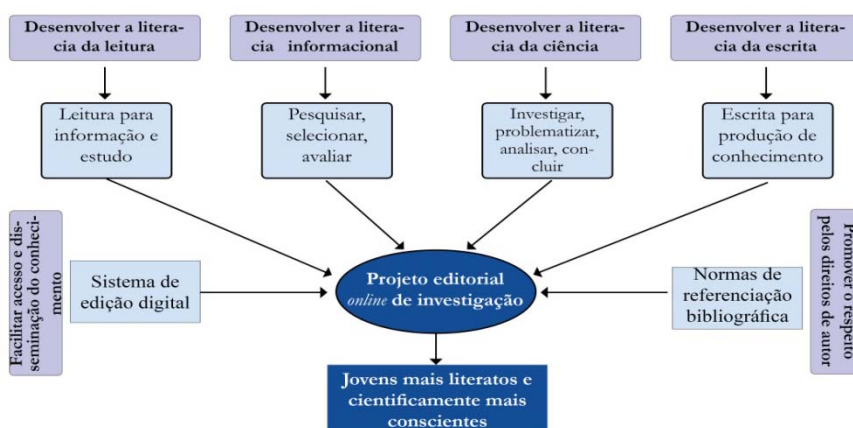 Desenvolver a litera-
cia da leitura
Desenvolver a litera-
cia informacional
Desenvolver a litera-
cia da ciência
Desenvolver a litera-
cia da escrita
Leitura para
informação e
estudo
Pesquisar,
selecionar,
avaliar
Investigar,
problematizar,
analisar, con-
cluir
Escrita para
produção de
conhecimento
Facilitar acesso e dis-
seminação do conheci-
mento
Sistema de
edição digital
Projeto editorial
online de investigação
Normas de
referenciação
bibliográfica
Promover o respeito
pelos direitos de autor
Jovens mais literatos e
cientificamente mais
conscientes